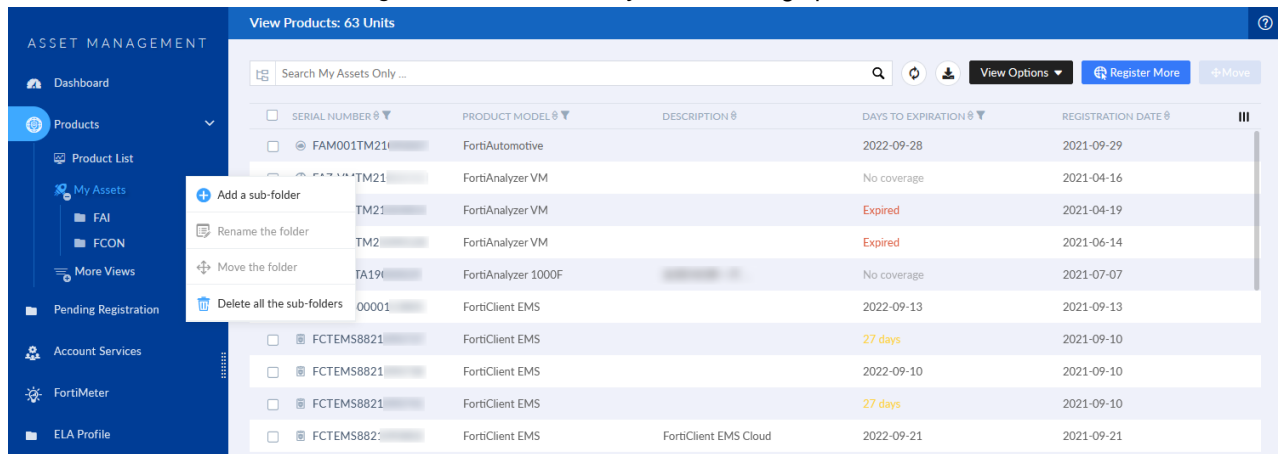 View Products: 63 Units
ASSET MANAGEMENT
Dashboard
Products
Product List
My Assets
FAI
FCON
More Views
Pending Registration
Account Services
FortiMeter
ELA Profile
Add a sub-folder
Rename the folder
Move the folder
Delete all the sub-folders
Search My Assets Only ...
View Options
Register More
Move
SERIAL NUMBER PRODUCT MODEL DESCRIPTION DAYS TO EXPIRATION REGISTRATION DATE
FAM001TM21 FortiAutomotive 2022-09-28 2021-09-29
TM21 FortiAnalyzer VM No coverage 2021-04-16
TM21 FortiAnalyzer VM Expired 2021-04-19
TM2 FortiAnalyzer VM Expired 2021-06-14
TA19 FortiAnalyzer 1000F No coverage 2021-07-07
00001 FortiClient EMS 2022-09-13 2021-09-13
FCTEMS8821 FortiClient EMS 27 days 2021-09-10
FCTEMS8821 FortiClient EMS 2022-09-10 2021-09-10
FCTEMS8821 FortiClient EMS 27 days 2021-09-10
FCTEMS8821 FortiClient EMS FortiClient EMS Cloud 2022-09-21 2021-09-21